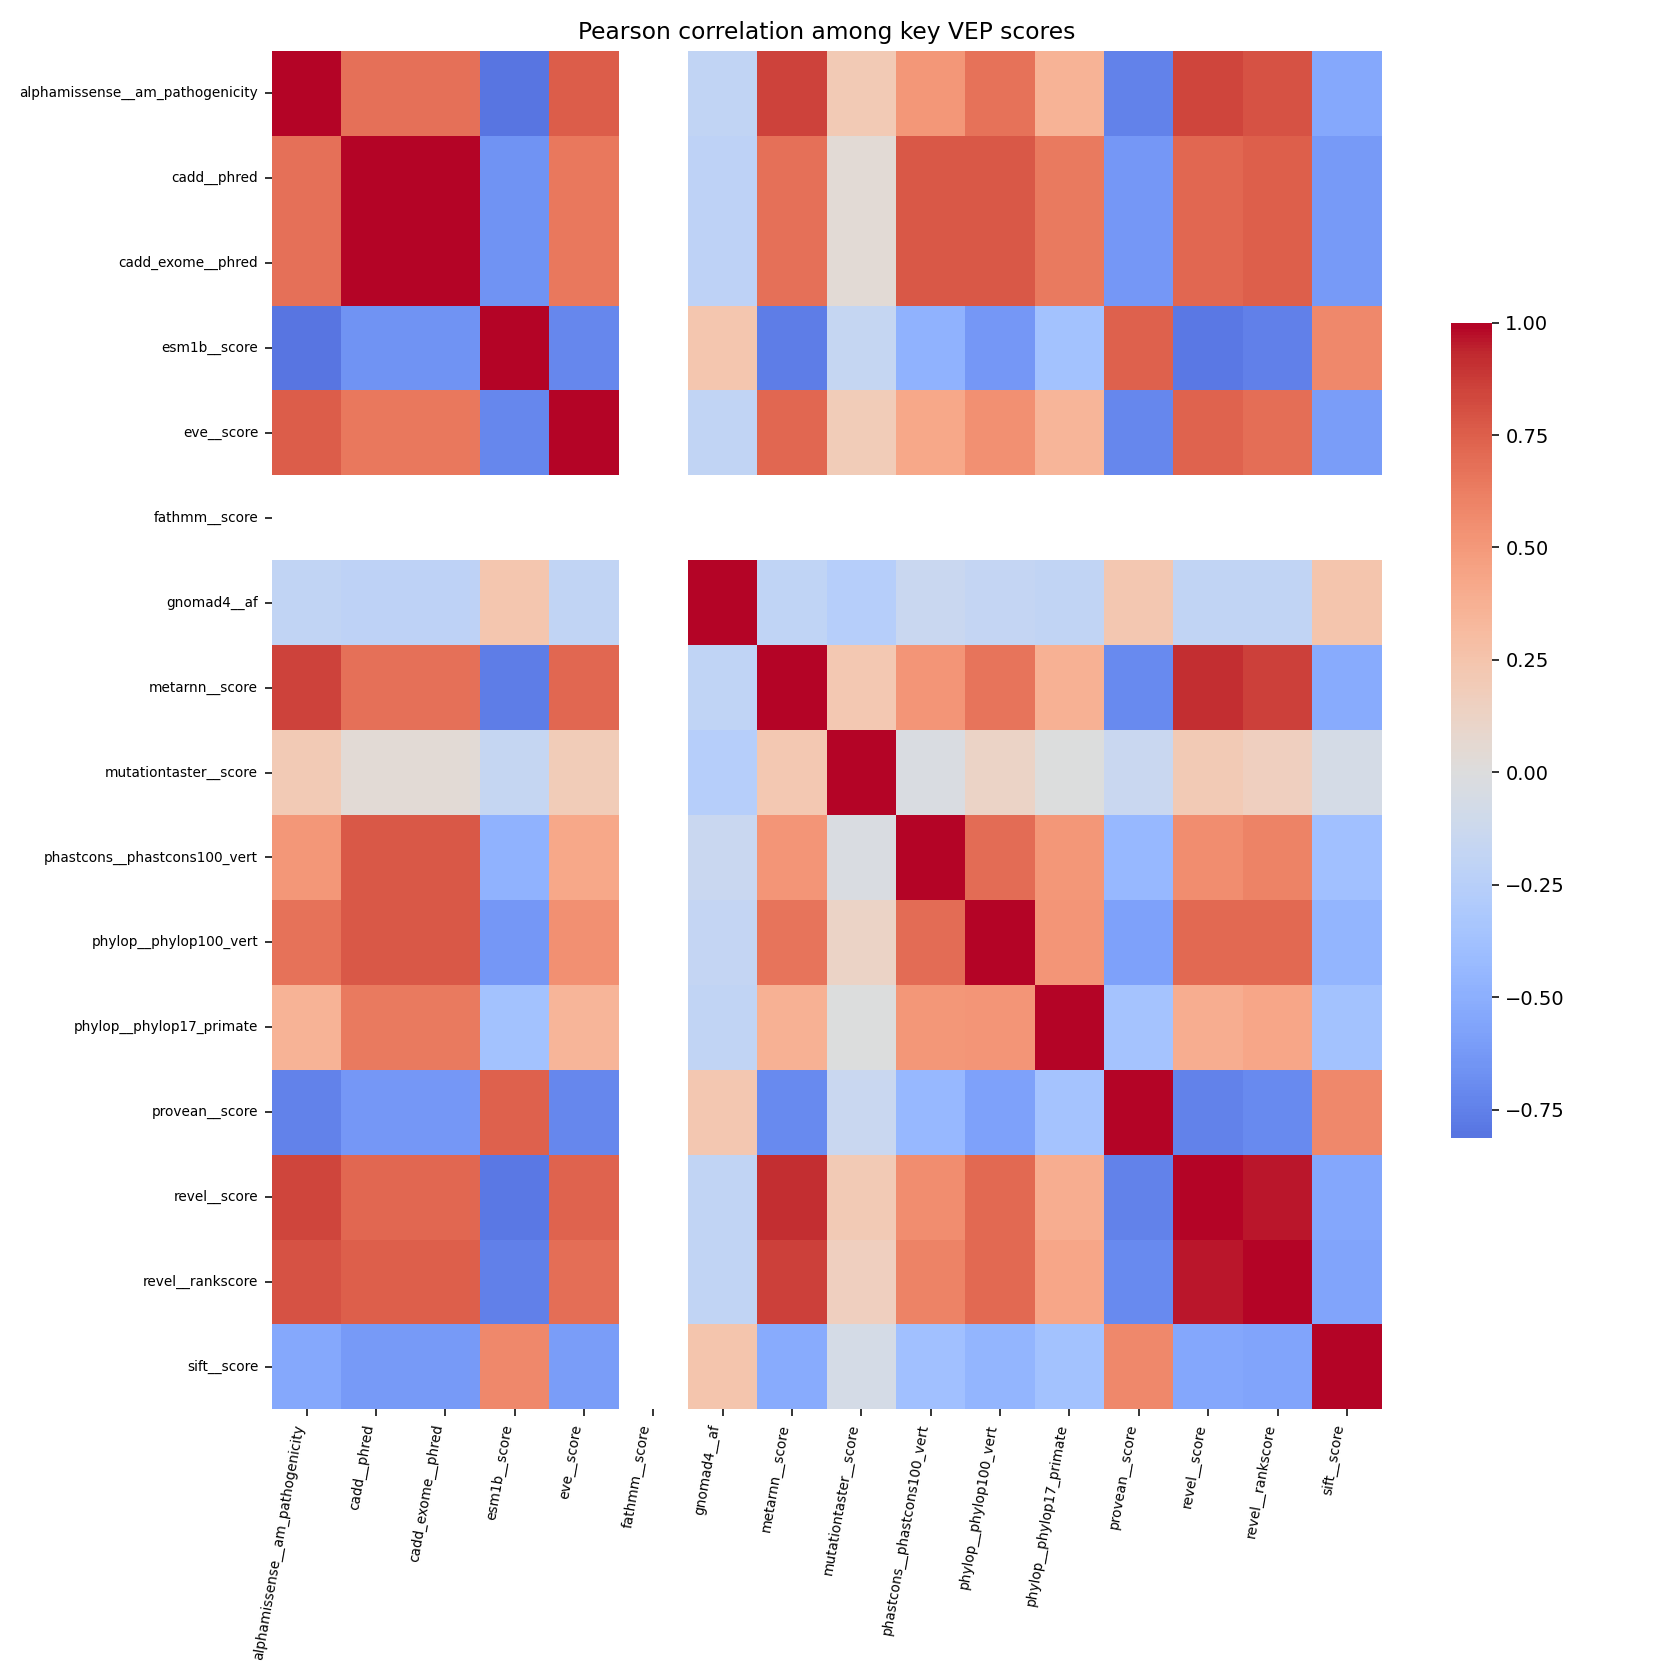 Pearson correlation among key VEP scores
alphamissense__am_pathogenicity
cadd__phred
cadd_exome__phred
esm1b__score
eve__score
fathmm__score
gnomad4__af
metarnn__score
mutationtaster__score
phastcons__phastcons100_vert
phylop__phylop100_vert
phylop__phylop17_primate
provean__score
revel__score
revel__rankscore
sift__score
alphamissense__am_pathogenicity
cadd__phred
cadd_exome__phred
esm1b__score
eve__score
fathmm__score
gnomad4__af
metarnn__score
mutationtaster__score
phastcons__phastcons100_vert
phylop__phylop100_vert
phylop__phylop17_primate
provean__score
revel__score
revel__rankscore
sift__score
1.00
0.75
0.50
0.25
0.00
−0.25
−0.50
−0.75